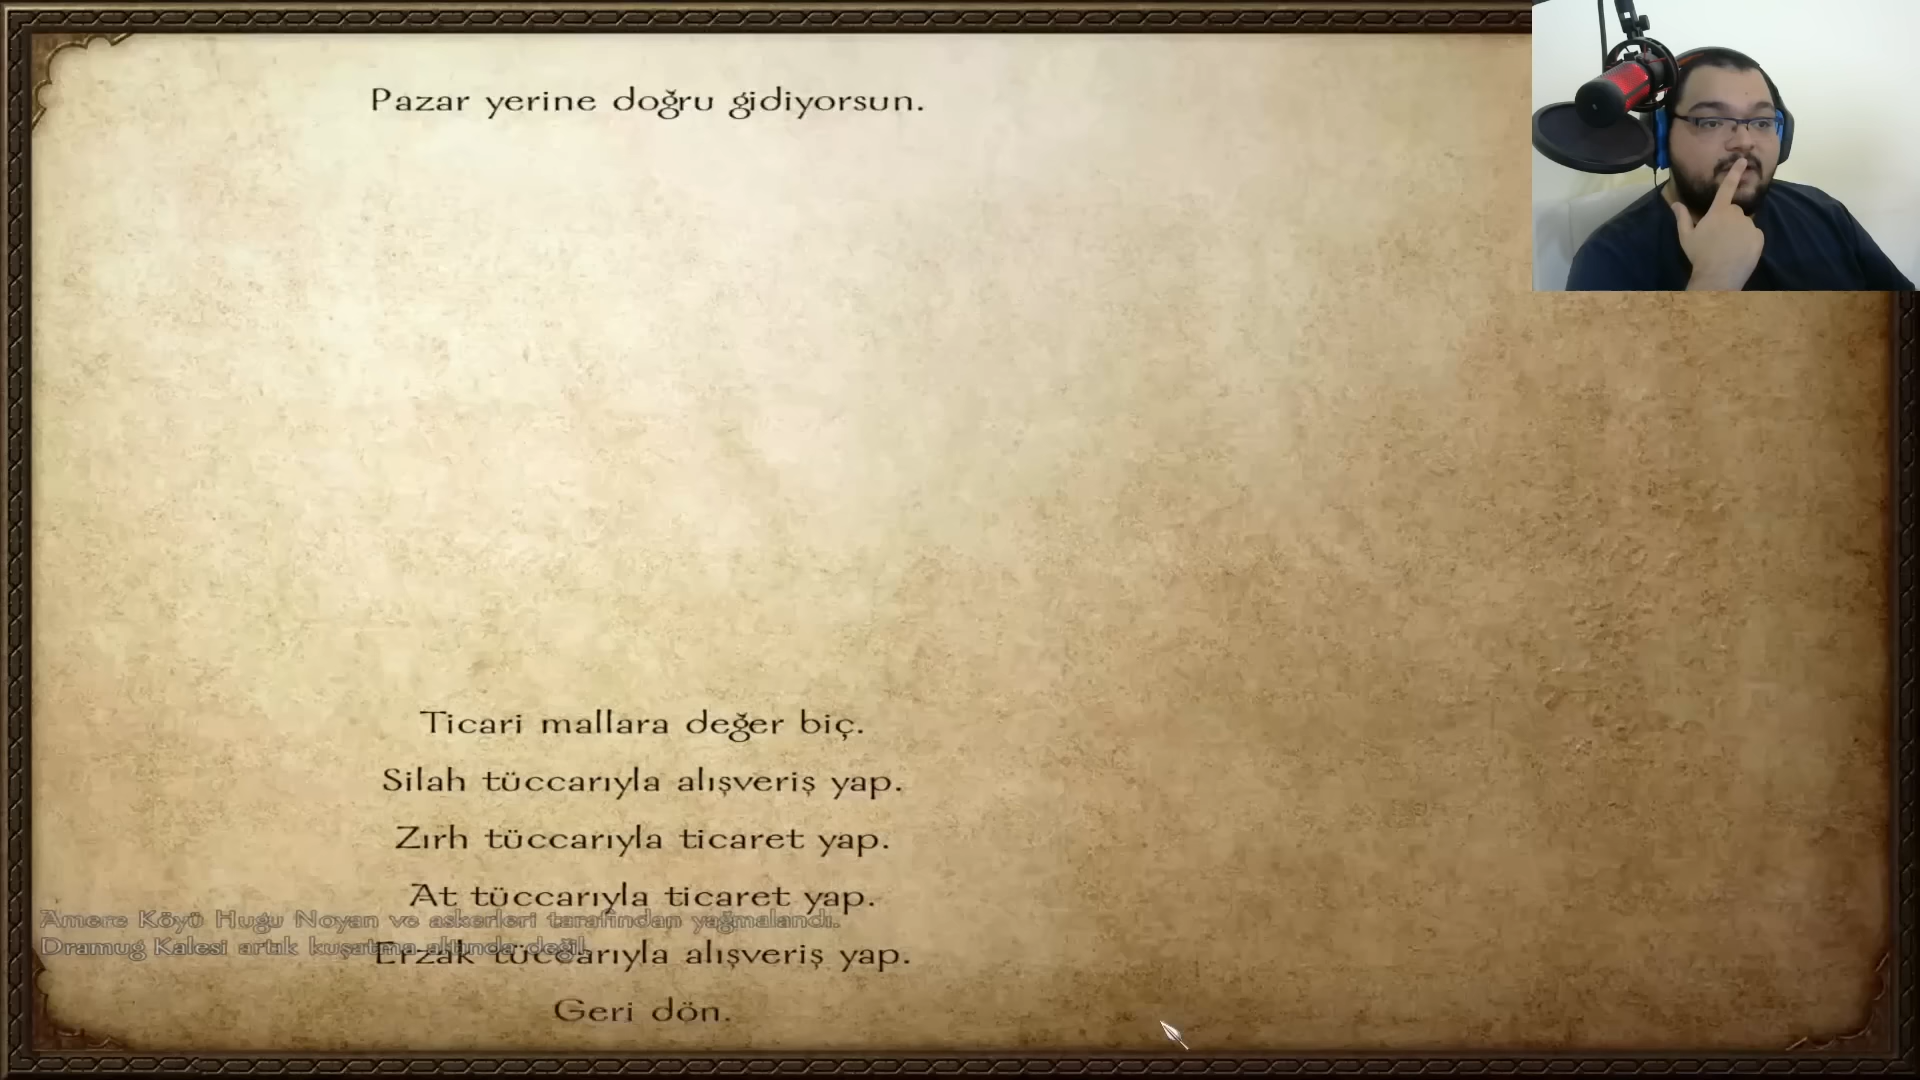 Pazar yerine doğru gidiyorsun.
Ticari mallara değer biç.
Silah tüccarıyla alışveriş yap.
Zırh tüccarıyla ticaret yap.
At tüccarıyla ticaret yap.
Amere Köyü Hugu Noyan ve askerleri tarafından yağmalandı.
Dramug Kalesi artık kuşatma altında değil.
Erzak tüccarıyla alışveriş yap.
Geri dön.